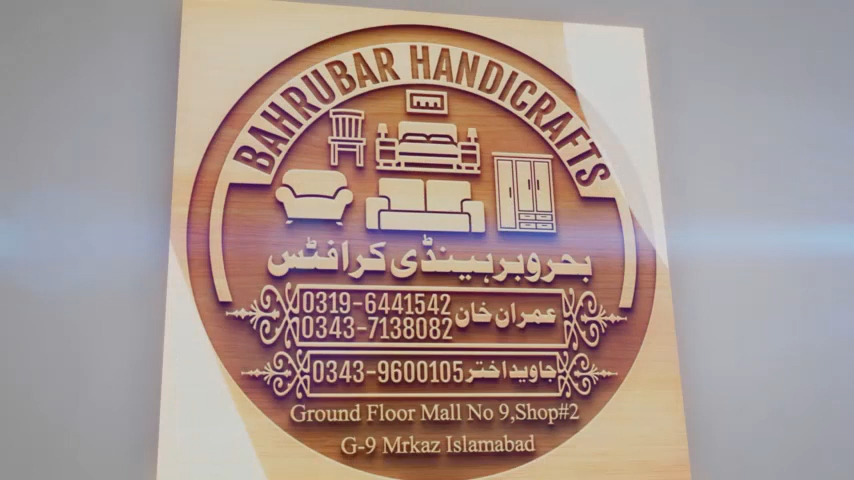 BAHRUBAR HANDICRAFTS
بحروبر ہینڈی کرافٹس
0319-6441542
0343-7138082 عمران خان
0343-9600105 جاوید اختر
Ground Floor Mall No 9,Shop#2
G-9 Mrkaz Islamabad